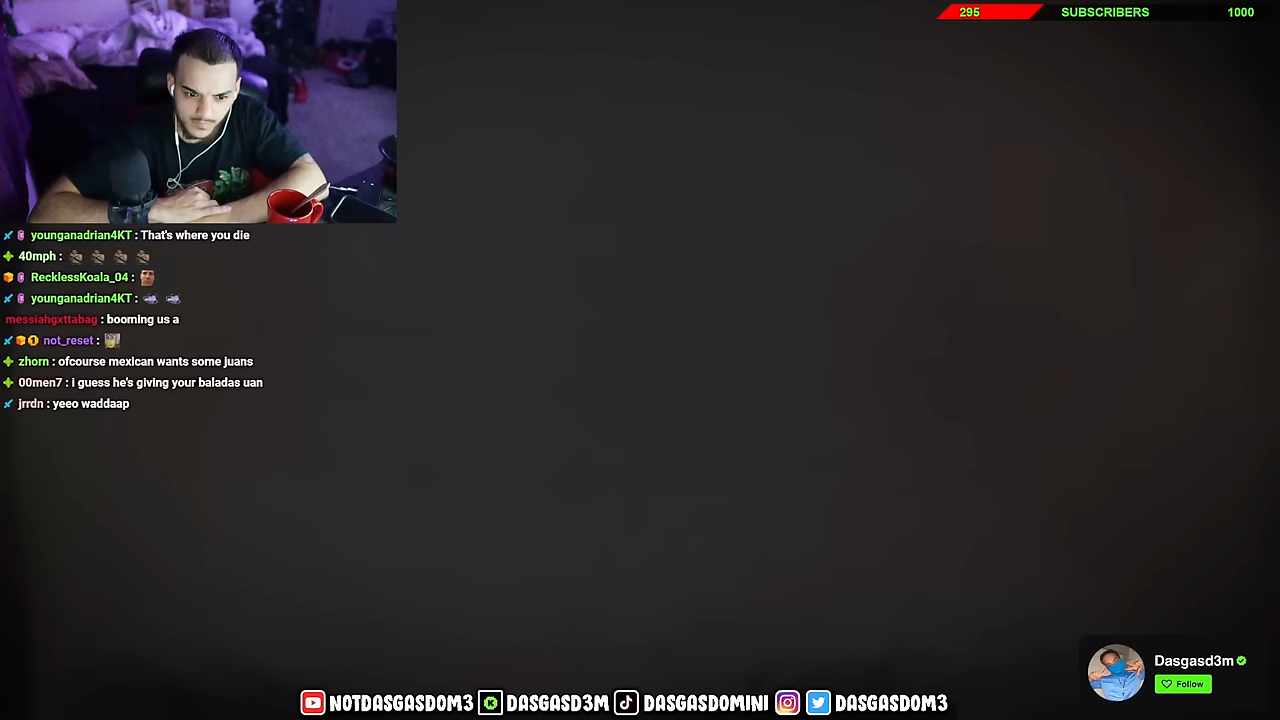 295 SUBSCRIBERS 1000
younganadrian4KT : That's where you die
40mph :
RecklessKoala_04 :
younganadrian4KT :
messiahgxttabag : booming us a
not_reset :
zhorn : ofcourse mexican wants some juans
00men7 : i guess he's giving your baladas uan
jrrdn : yeeo waddaap
Dasgasd3m
Follow
NOTDASGASDOM3 DASGASD3M DASGASDOMINI DASGASDOM3